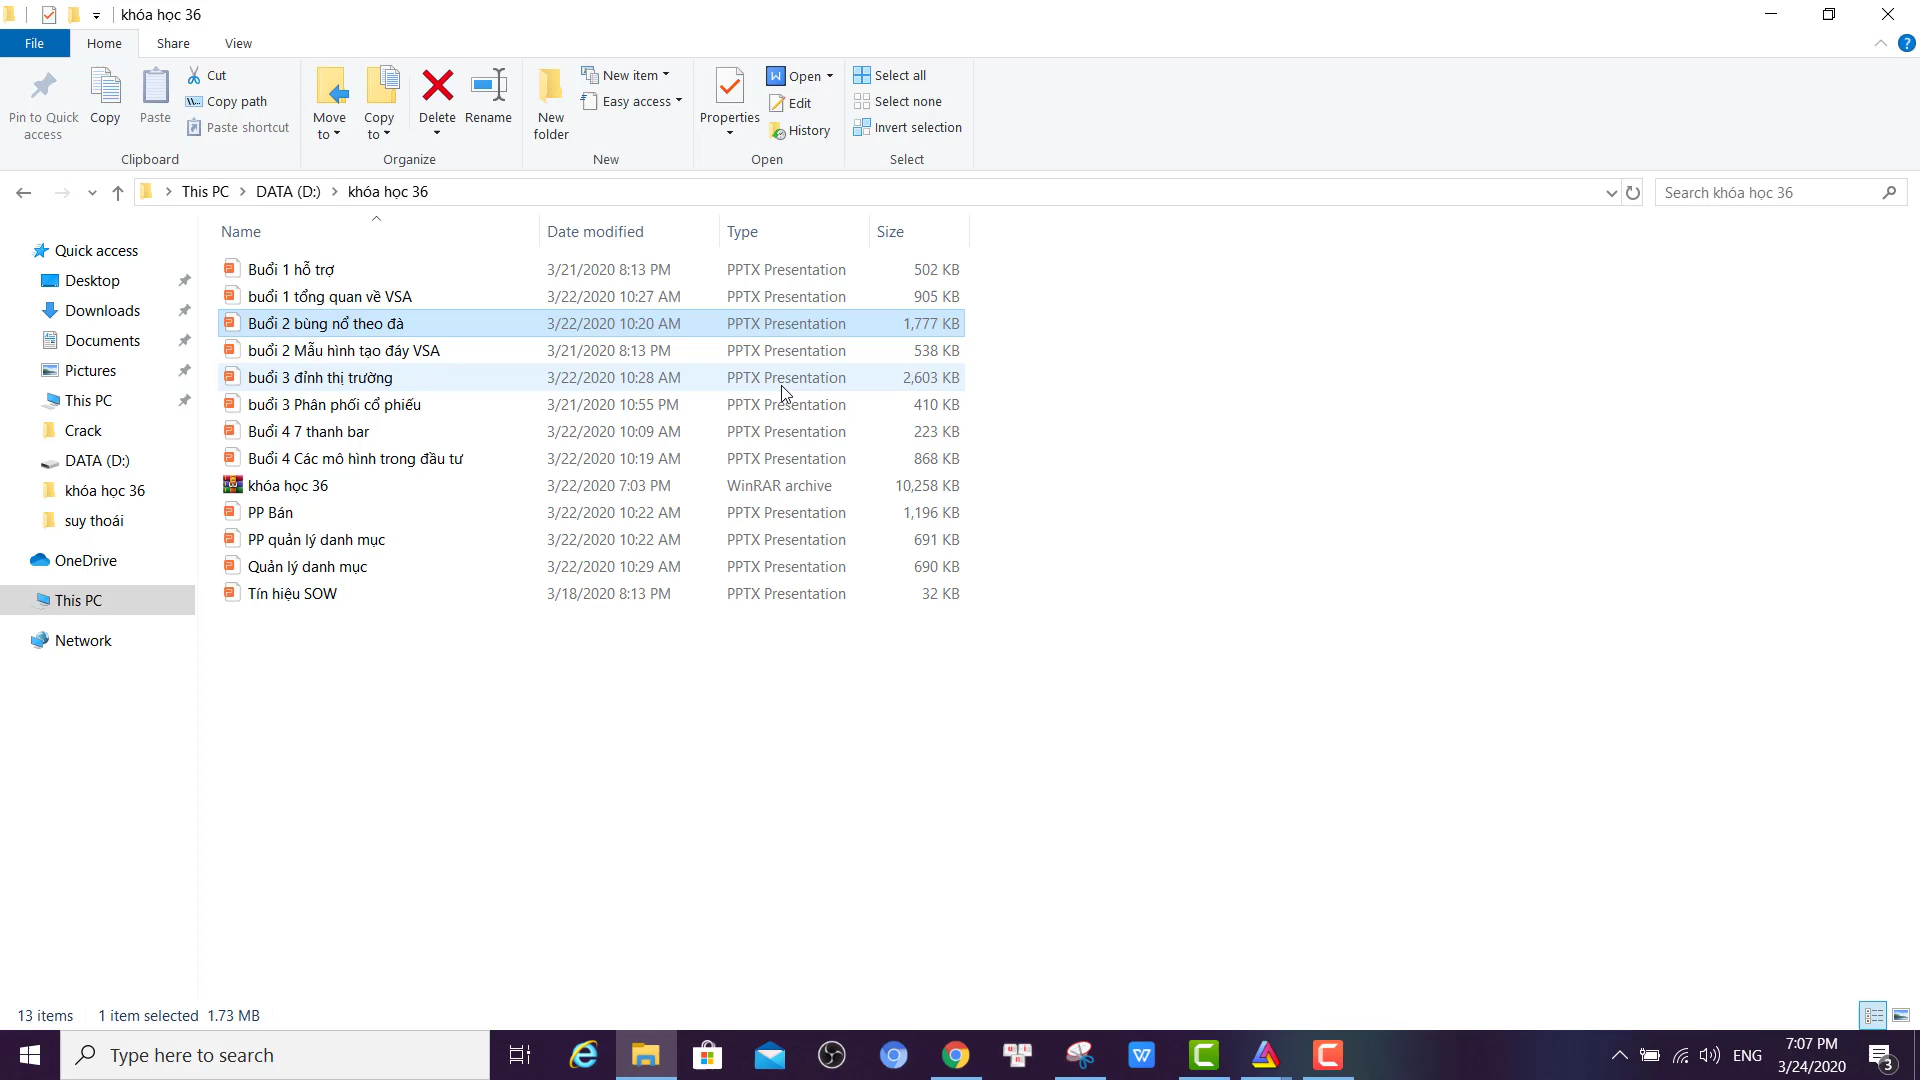 khóa học 36
File Home Share View
Pin to Quick access
Copy
Paste
Cut
Copy path
Paste shortcut
Clipboard
Move to
Copy to
Delete
Rename
Organize
New folder
New item
Easy access
New
Properties
Open
Edit
History
Open
Select all
Select none
Invert selection
Select
This PC DATA (D:) khóa học 36
Search khóa học 36
Quick access
Desktop
Downloads
Documents
Pictures
This PC
Crack
DATA (D:)
khóa học 36
suy thoái
OneDrive
This PC
Network
Name Date modified Type Size
Buổi 1 hỗ trợ 3/21/2020 8:13 PM PPTX Presentation 502 KB
buổi 1 tổng quan về VSA 3/22/2020 10:27 AM PPTX Presentation 905 KB
Buổi 2 bùng nổ theo đà 3/22/2020 10:20 AM PPTX Presentation 1,777 KB
buổi 2 Mẫu hình tạo đáy VSA 3/21/2020 8:13 PM PPTX Presentation 538 KB
buổi 3 đỉnh thị trường 3/22/2020 10:28 AM PPTX Presentation 2,603 KB
buổi 3 Phân phối cổ phiếu 3/21/2020 10:55 PM PPTX Presentation 410 KB
Buổi 4 7 thanh bar 3/22/2020 10:09 AM PPTX Presentation 223 KB
Buổi 4 Các mô hình trong đầu tư 3/22/2020 10:19 AM PPTX Presentation 868 KB
khóa học 36 3/22/2020 7:03 PM WinRAR archive 10,258 KB
PP Bán 3/22/2020 10:22 AM PPTX Presentation 1,196 KB
PP quản lý danh mục 3/22/2020 10:22 AM PPTX Presentation 691 KB
Quản lý danh mục 3/22/2020 10:29 AM PPTX Presentation 690 KB
Tín hiệu SOW 3/18/2020 8:13 PM PPTX Presentation 32 KB
13 items 1 item selected 1.73 MB
Type here to search
ENG
7:07 PM
3/24/2020
3